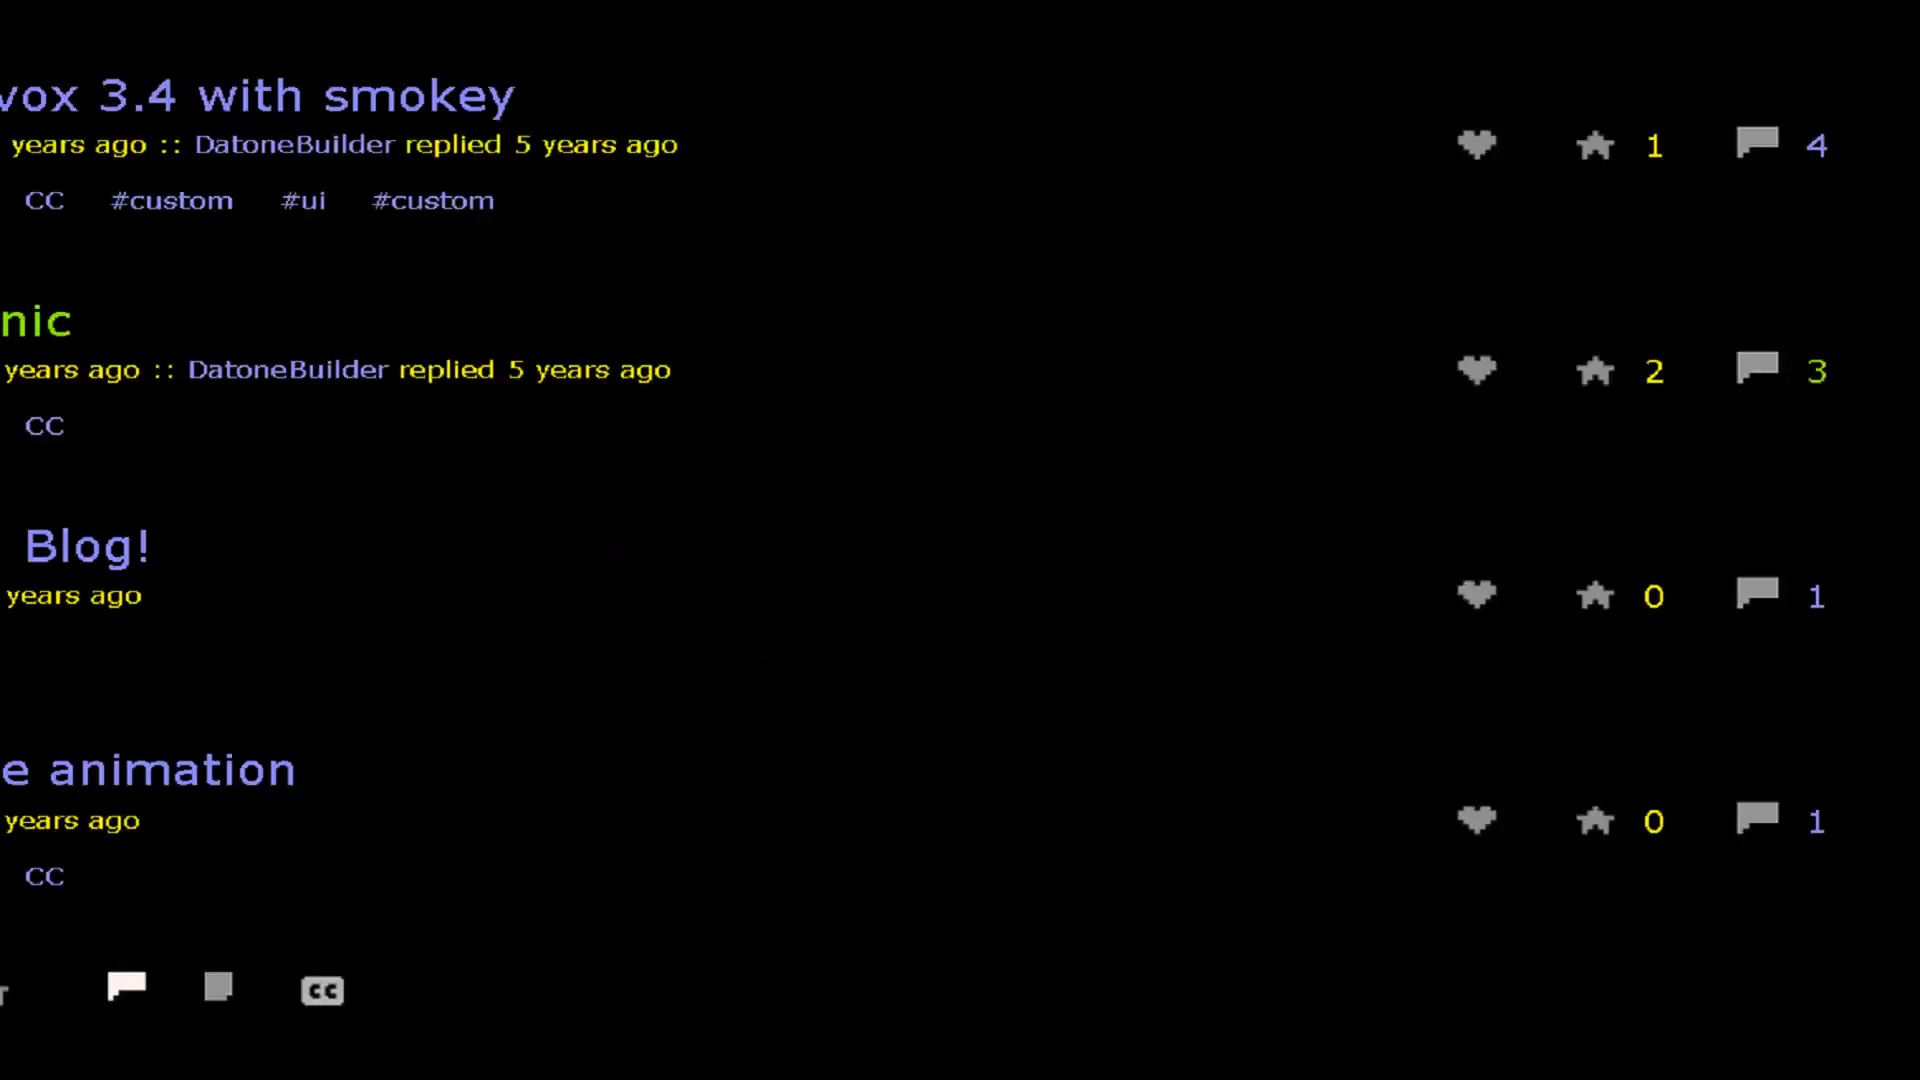 vox 3.4 with smokey
years ago :: DatoneBuilder replied 5 years ago
1 4
CC #custom #ui #custom
nic
years ago :: DatoneBuilder replied 5 years ago
2 3
CC
Blog!
years ago
0 1
e animation
years ago
0 1
CC
cc